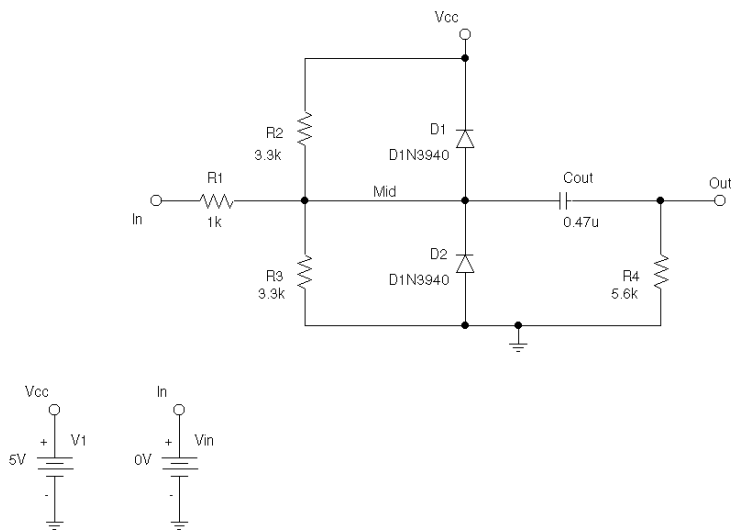 Vcc
R2
3.3k
D1
D1N3940
R1
1k
In
Mid
Cout
0.47u
Out
R3
3.3k
D2
D1N3940
R4
5.6k
Vcc
+
V1
5V
-
In
+
Vin
0V
-